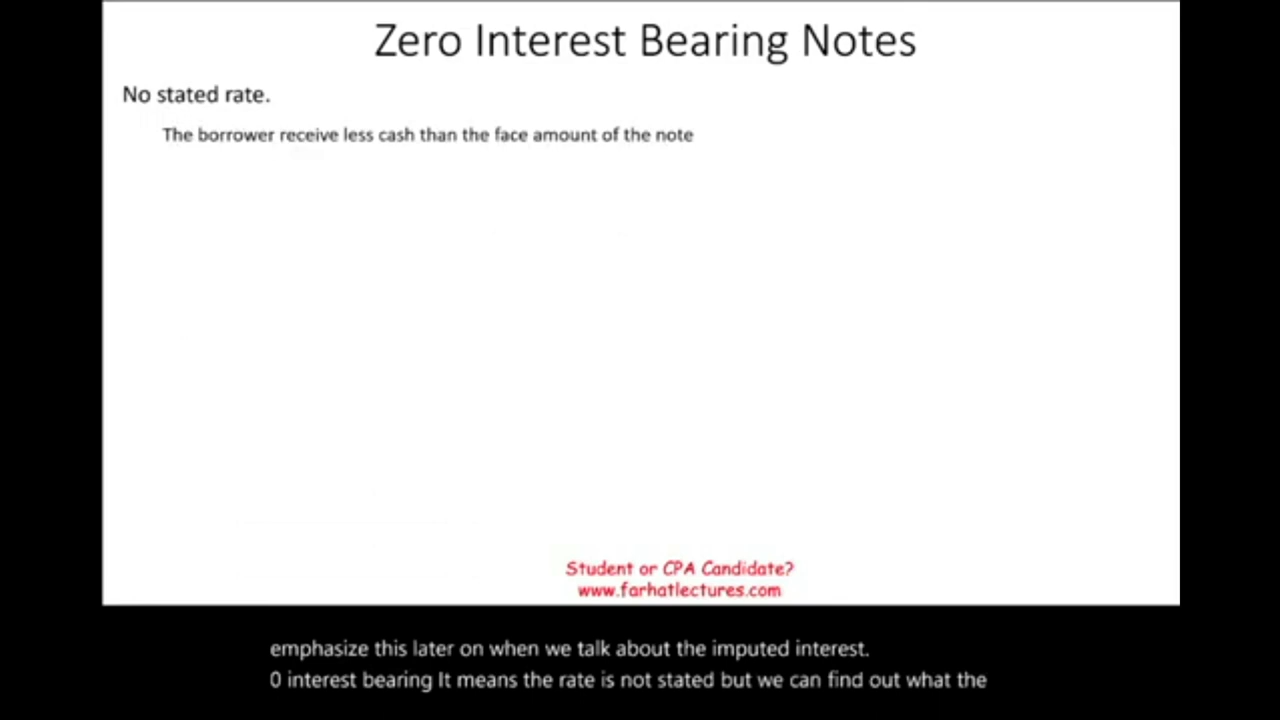 Zero Interest Bearing Notes
No stated rate.
The borrower receive less cash than the face amount of the note
Student or CPA Candidate?
www.farhatlectures.com
emphasize this later on when we talk about the imputed interest.
0 interest bearing It means the rate is not stated but we can find out what the